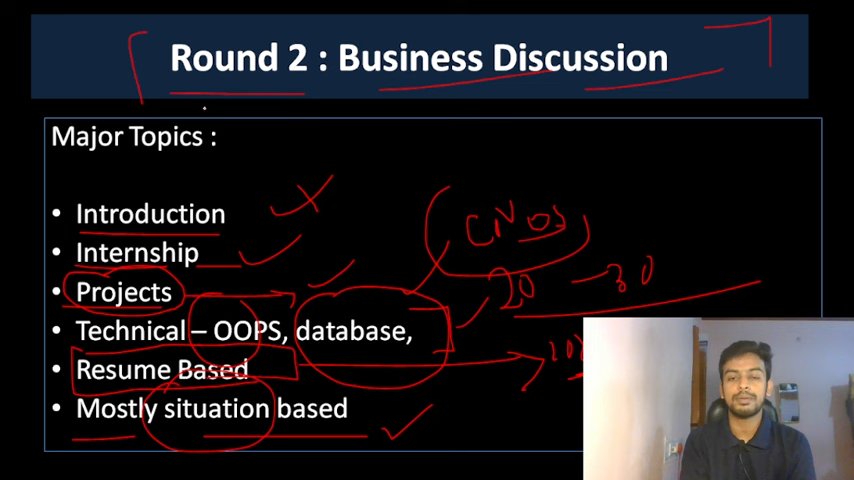 Round 2 : Business Discussion
Major Topics :
• Introduction
• Internship
• Projects
• Technical – OOPS, database,
• Resume Based
• Mostly situation based
CN OS
20 - 30